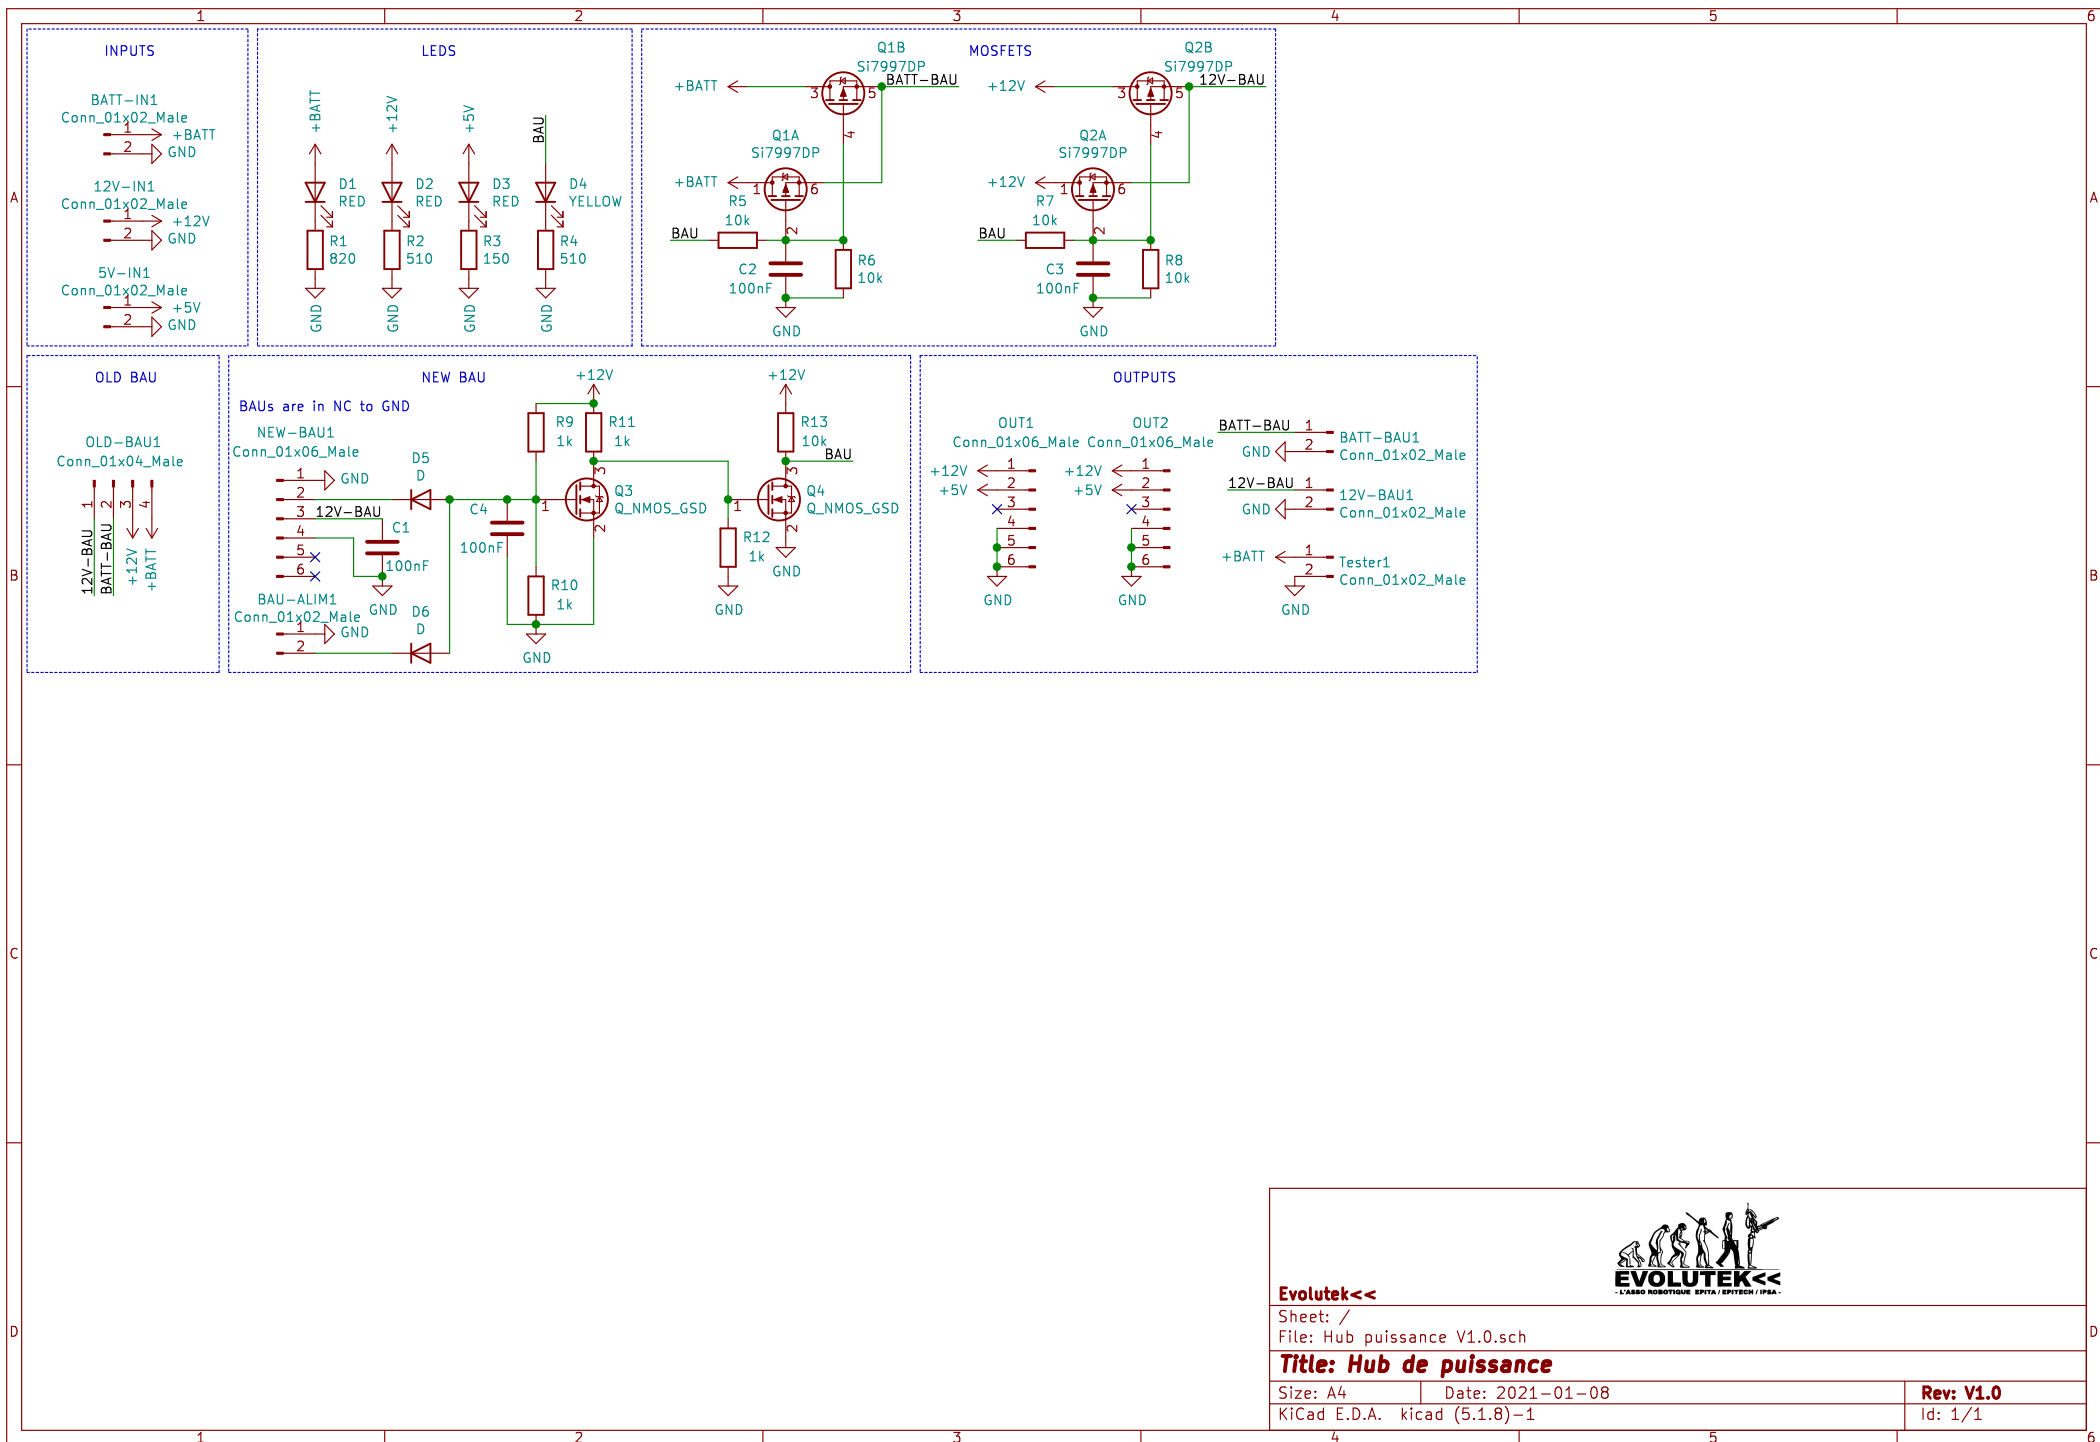 1 2 3 4 5 6
A
B
C
D
A
B
C
D
INPUTS
BATT-IN1
Conn_01x02_Male
1 +BATT
2 GND
12V-IN1
Conn_01x02_Male
1 +12V
2 GND
5V-IN1
Conn_01x02_Male
1 +5V
2 GND
LEDS
+BATT
+12V
+5V
BAU
D1
RED
D2
RED
D3
RED
D4
YELLOW
R1
820
R2
510
R3
150
R4
510
GND
GND
GND
GND
MOSFETS
Q1B
Si7997DP
+BATT
3
5
BATT-BAU
4
Q1A
Si7997DP
+BATT
1
6
2
R5
10k
BAU
C2
100nF
R6
10k
GND
Q2B
Si7997DP
+12V
3
5
12V-BAU
4
Q2A
Si7997DP
+12V
1
6
2
R7
10k
BAU
C3
100nF
R8
10k
GND
OLD BAU
OLD-BAU1
Conn_01x04_Male
1
2
3
4
12V-BAU
BATT-BAU
+12V
+BATT
NEW BAU
BAUs are in NC to GND
NEW-BAU1
Conn_01x06_Male
1 GND
2
3 12V-BAU
4
5
6
C1
100nF
GND
BAU-ALIM1
Conn_01x02_Male
1 GND
2
D5
D
D6
D
C4
100nF
+12V
R9
1k
R11
1k
R10
1k
GND
1
3
2
Q3
Q_NMOS_GSD
+12V
R13
10k
BAU
1
3
2
Q4
Q_NMOS_GSD
GND
R12
1k
GND
OUTPUTS
OUT1
Conn_01x06_Male
+12V 1
+5V 2
3
4
5
6
GND
OUT2
Conn_01x06_Male
+12V 1
+5V 2
3
4
5
6
GND
BATT-BAU 1
GND 2
BATT-BAU1
Conn_01x02_Male
12V-BAU 1
GND 2
12V-BAU1
Conn_01x02_Male
+BATT 1
2
GND
Tester1
Conn_01x02_Male
EVOLUTEK<<
- L'ASSO ROBOTIQUE EPITA / EPITECH / IPSA -
Evolutek<<
Sheet: /
File: Hub puissance V1.0.sch
Title: Hub de puissance
Size: A4 Date: 2021-01-08 Rev: V1.0
KiCad E.D.A. kicad (5.1.8)-1 Id: 1/1
1 2 3 4 5 6